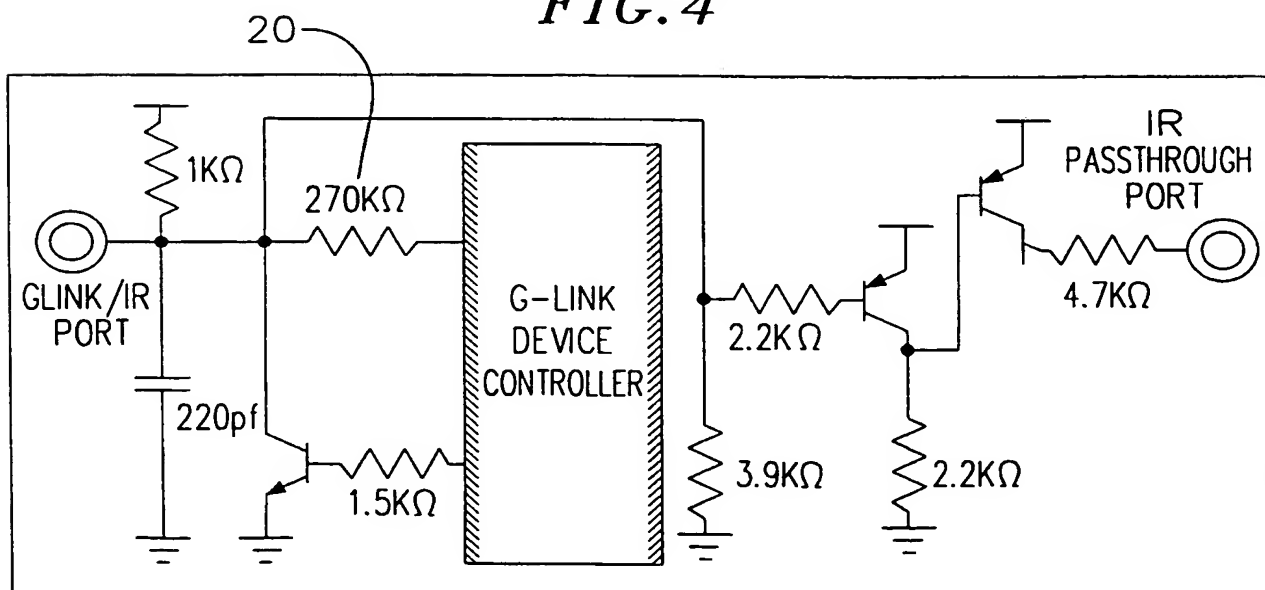 FIG. 4
20
1KΩ
270KΩ
GLINK/IR
PORT
220pf
1.5KΩ
G-LINK
DEVICE
CONTROLLER
2.2KΩ
3.9KΩ
2.2KΩ
IR
PASSTHROUGH
PORT
4.7KΩ